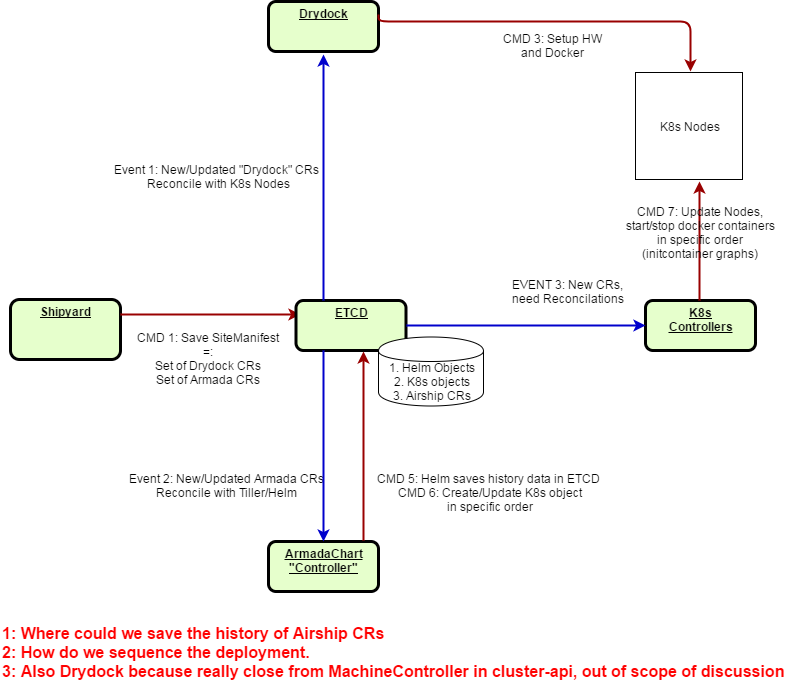 Drydock
CMD 3: Setup HW
and Docker
K8s Nodes
Event 1: New/Updated "Drydock" CRs
Reconcile with K8s Nodes
CMD 7: Update Nodes,
start/stop docker containers
in specific order
(initcontainer graphs)
EVENT 3: New CRs,
need Reconcilations
Shipyard
ETCD
K8s
Controllers
CMD 1: Save SiteManifest
=:
Set of Drydock CRs
Set of Armada CRs
1. Helm Objects
2. K8s objects
3. Airship CRs
Event 2: New/Updated Armada CRs
Reconcile with Tiller/Helm
CMD 5: Helm saves history data in ETCD
CMD 6: Create/Update K8s object
in specific order
ArmadaChart
"Controller"
1: Where could we save the history of Airship CRs
2: How do we sequence the deployment.
3: Also Drydock because really close from MachineController in cluster-api, out of scope of discussion